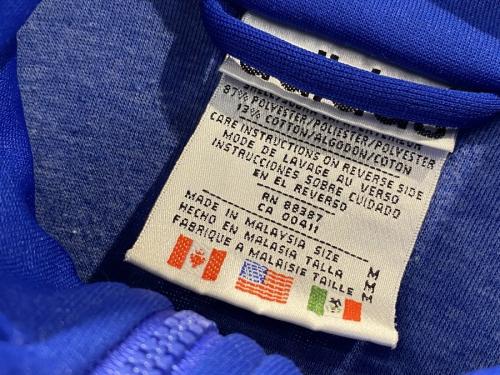 87% POLYESTER/POLIESTER/POLYESTER
13% COTTON/ALGODON/COTON
CARE INSTRUCTIONS ON REVERSE SIDE
MODE DE LAVAGE AU VERSO
INSTRUCCIONES SOBRE CUIDADO
EN EL REVERSO
RN 88387
CA 00411
MADE IN MALAYSIA SIZE M
HECHO EN MALASIA TALLA M
FABRIQUE A MALAISIE TAILLE M